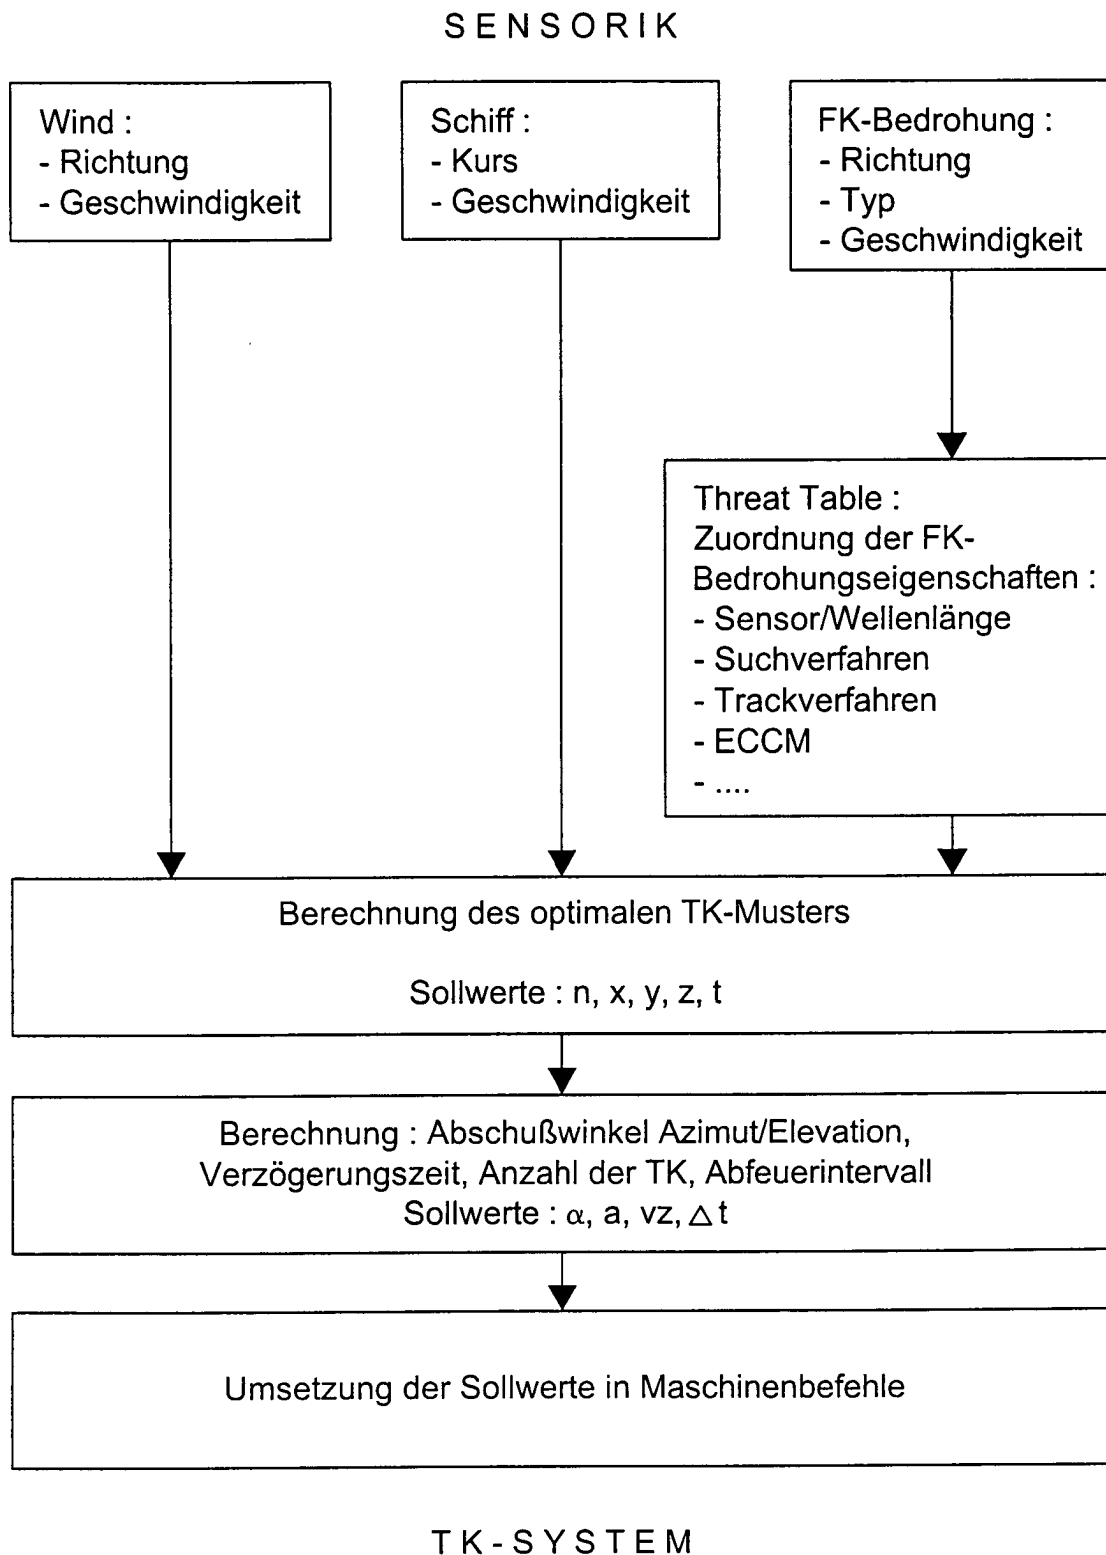 SENSORIK
Wind :
- Richtung
- Geschwindigkeit
Schiff :
- Kurs
- Geschwindigkeit
FK-Bedrohung :
- Richtung
- Typ
- Geschwindigkeit
Threat Table :
Zuordnung der FK-
Bedrohungseigenschaften :
- Sensor/Wellenlänge
- Suchverfahren
- Trackverfahren
- ECCM
- ....
Berechnung des optimalen TK-Musters
Sollwerte : n, x, y, z, t
Berechnung : Abschußwinkel Azimut/Elevation,
Verzögerungszeit, Anzahl der TK, Abfeuerintervall
Sollwerte : α, a, vz, △ t
Umsetzung der Sollwerte in Maschinenbefehle
TK-SYSTEM